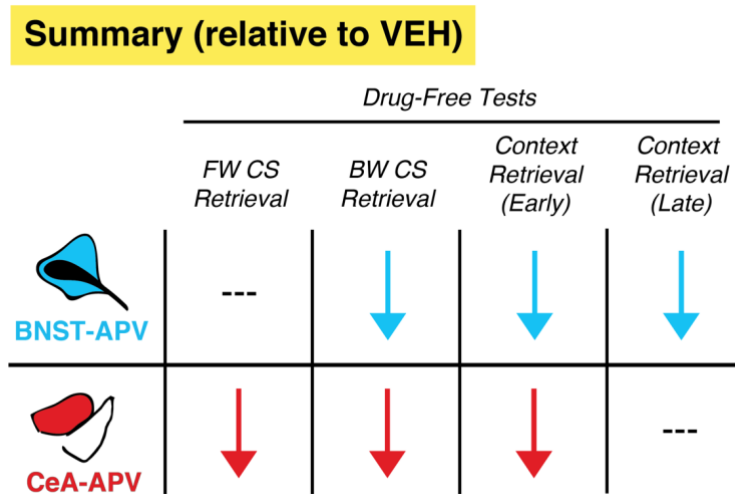 Summary (relative to VEH)
Drug-Free Tests
FW CS
Retrieval
BW CS
Retrieval
Context
Retrieval
(Early)
Context
Retrieval
(Late)
BNST-APV
---
CeA-APV
---